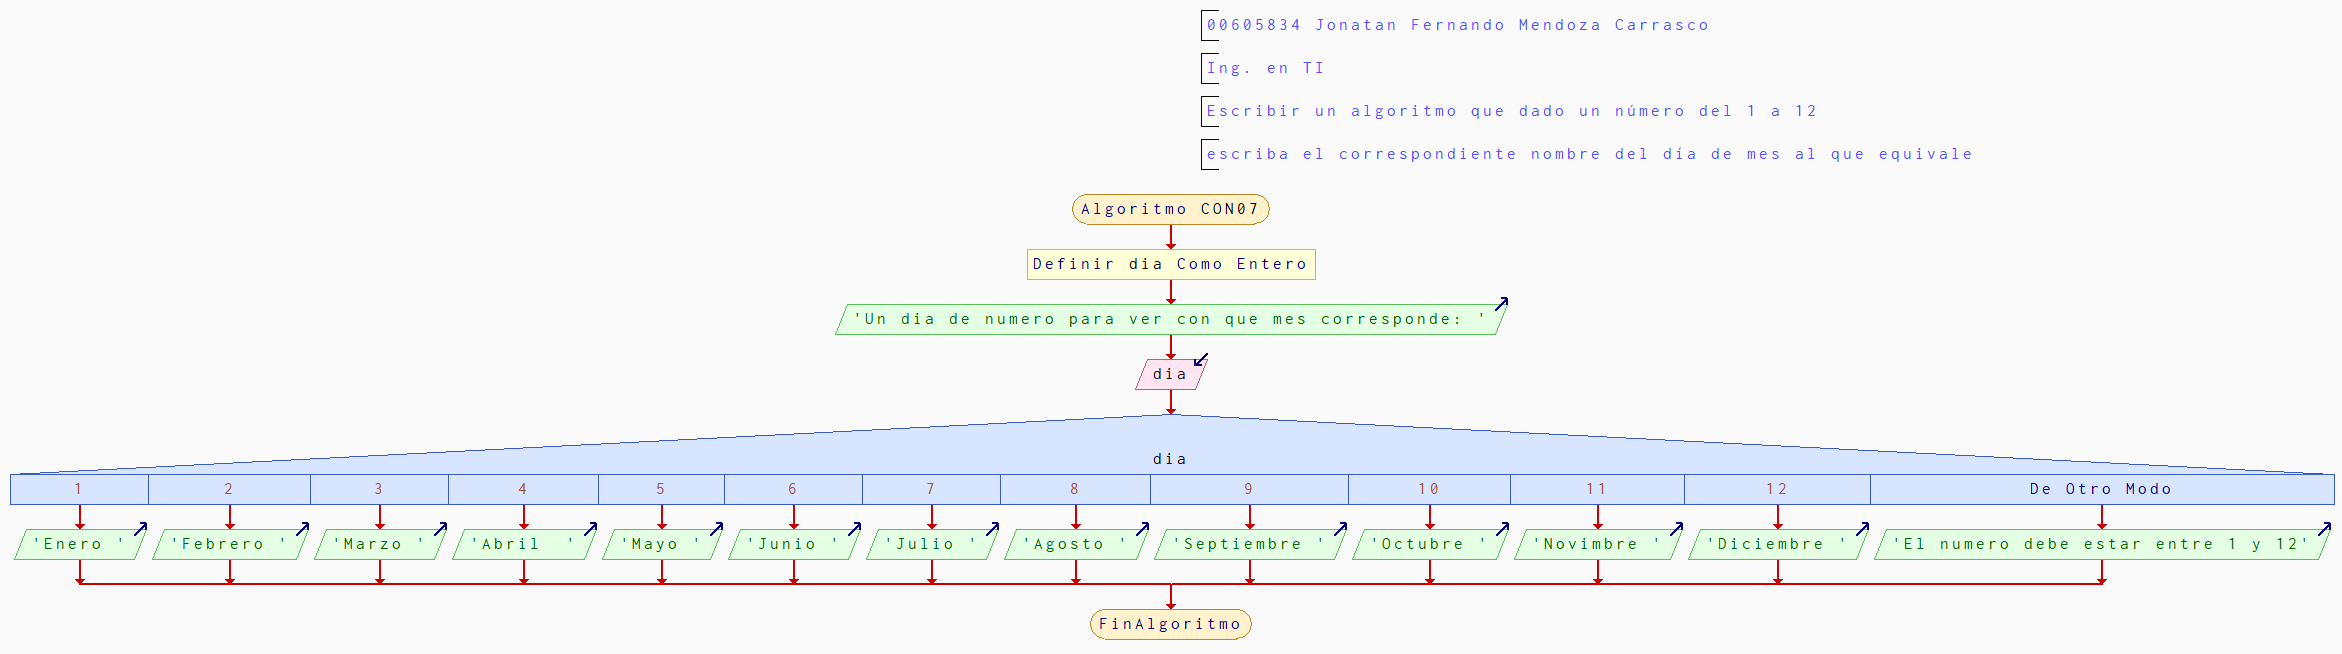 00605834 Jonatan Fernando Mendoza Carrasco
Ing. en TI
Escribir un algoritmo que dado un número del 1 a 12
escriba el correspondiente nombre del día de mes al que equivale
Algoritmo CON07
Definir dia Como Entero
'Un dia de numero para ver con que mes corresponde: '
dia
dia
1 2 3 4 5 6 7 8 9 10 11 12 De Otro Modo
'Enero ' 'Febrero ' 'Marzo ' 'Abril  ' 'Mayo ' 'Junio ' 'Julio ' 'Agosto ' 'Septiembre ' 'Octubre ' 'Novimbre ' 'Diciembre ' 'El numero debe estar entre 1 y 12'
FinAlgoritmo